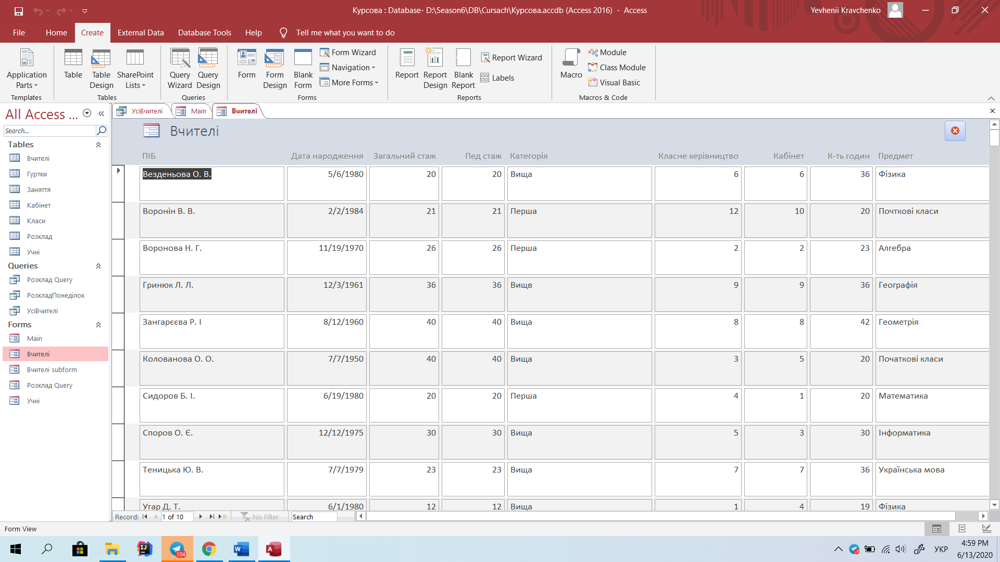 Курсова : Database- D:\Season6\DB\Cursach\Курсова.accdb (Access 2016)  -  Access
Yevhenii Kravchenko
File Home Create External Data Database Tools Help Tell me what you want to do
Application Parts
Templates
Table
Table Design
SharePoint Lists
Tables
Query Wizard
Query Design
Queries
Form
Form Design
Blank Form
Form Wizard
Navigation
More Forms
Forms
Report
Report Design
Blank Report
Report Wizard
Labels
Reports
Macro
Module
Class Module
Visual Basic
Macros & Code
All Access ...
Search...
Tables
Вчителі
Гуртки
Заняття
Кабінет
Класи
Розклад
Учні
Queries
Розклад Query
РозкладПонеділок
УсіВчителі
Forms
Main
Вчителі
Вчителі subform
Розклад Query
Учні
УсіВчителі Main Вчителі
Вчителі
ПІБ Дата народження Загальний стаж Пед стаж Категорія Класне керівництво Кабінет К-ть годин Предмет
Везденьова О. В. 5/6/1980 20 20 Вища 6 6 36 Фізика
Воронін В. В. 2/2/1984 21 21 Перша 12 10 20 Почткові класи
Воронова Н. Г. 11/19/1970 26 26 Перша 2 2 23 Алгебра
Гринюк Л. Л. 12/3/1961 36 36 Вищв 9 9 36 Географія
Зангарєєва Р. І 8/12/1960 40 40 Вища 8 8 42 Геометрія
Колованова О. О. 7/7/1950 40 40 Вища 3 5 20 Початкові класи
Сидоров Б. І. 6/19/1980 20 20 Перша 4 1 20 Математика
Споров О. Є. 12/12/1975 30 30 Вища 5 3 30 Інформатика
Теницька Ю. В. 7/7/1979 23 23 Вища 7 7 36 Українська мова
Угар Д. Т. 6/1/1980 12 12 Вища 1 4 19 Фізика
Record: 1 of 10 No Filter Search
Form View
104
УКР
4:59 PM
6/13/2020